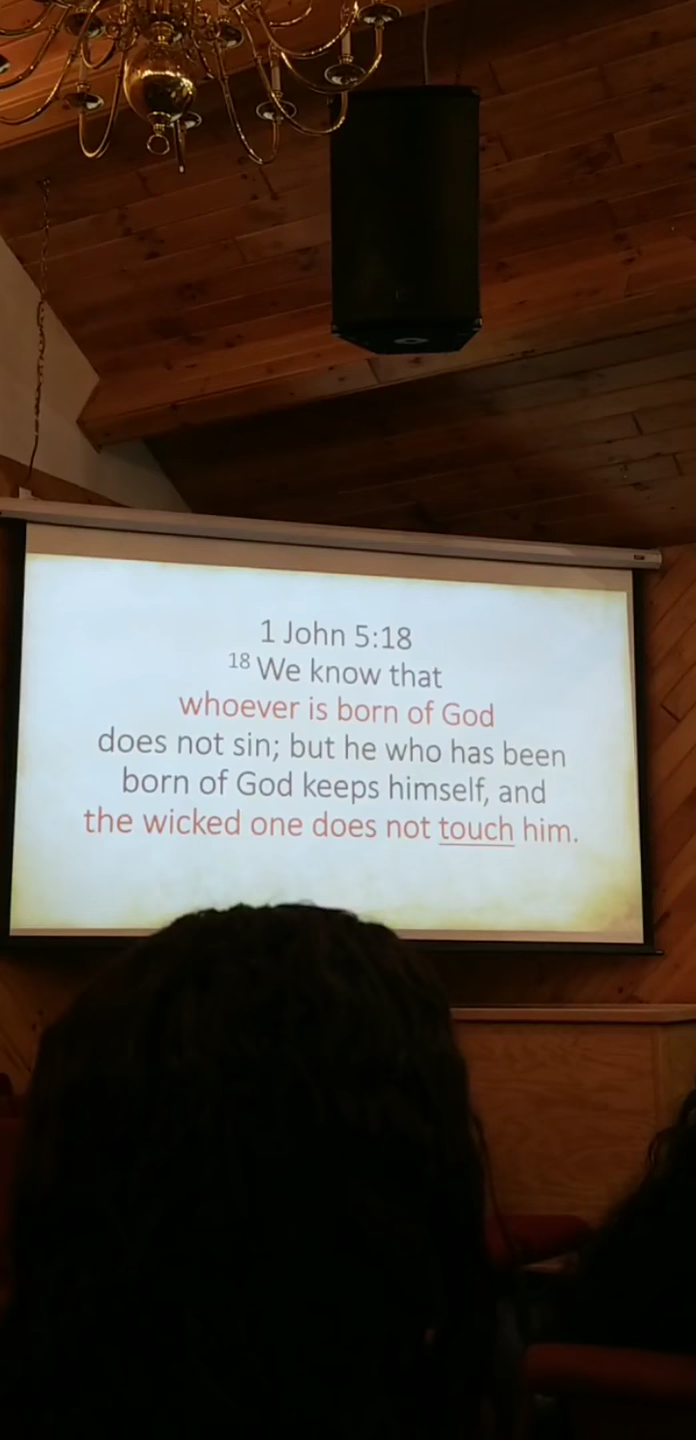 1 John 5:18
18 We know that
whoever is born of God
does not sin; but he who has been
born of God keeps himself, and
the wicked one does not touch him.